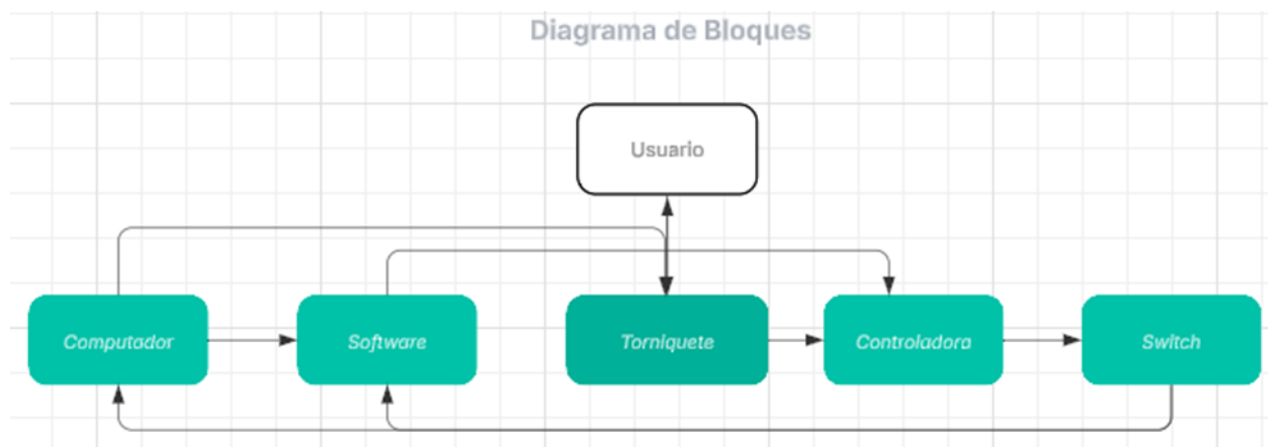 Diagrama de Bloques
Usuario
Computador
Software
Torniquete
Controladora
Switch